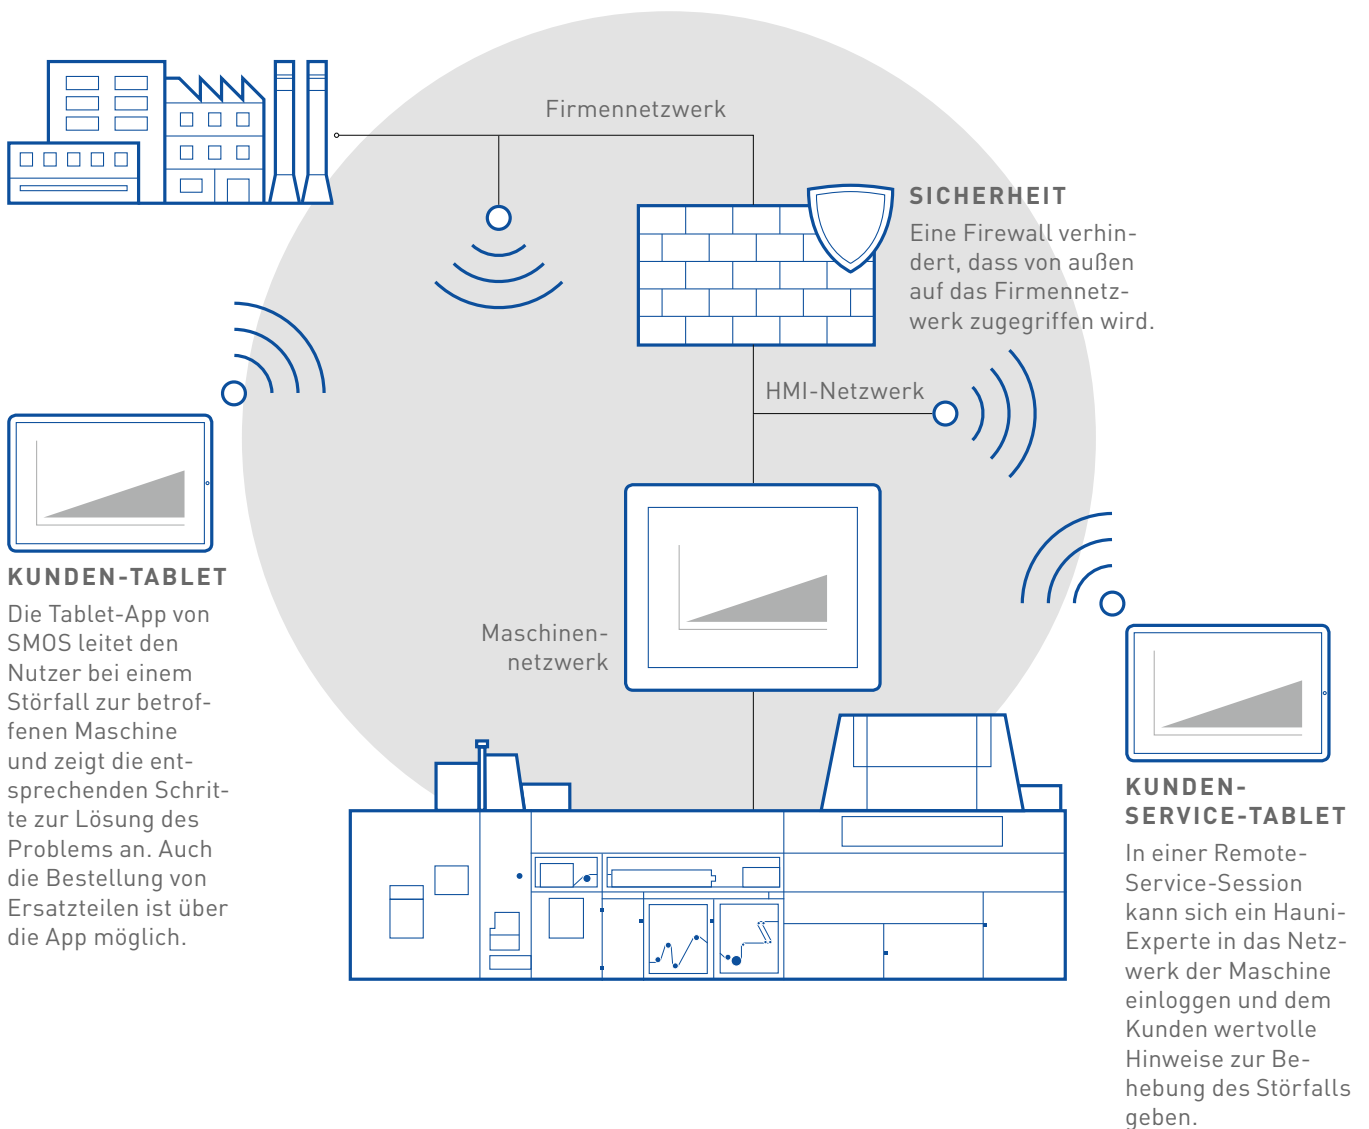 Firmennetzwerk
SICHERHEIT
Eine Firewall verhin-
dert, dass von außen
auf das Firmennetz-
werk zugegriffen wird.
HMI-Netzwerk
KUNDEN-TABLET
Die Tablet-App von
SMOS leitet den
Nutzer bei einem
Störfall zur betrof-
fenen Maschine
und zeigt die ent-
sprechenden Schrit-
te zur Lösung des
Problems an. Auch
die Bestellung von
Ersatzteilen ist über
die App möglich.
Maschinen-
netzwerk
KUNDEN-
SERVICE-TABLET
In einer Remote-
Service-Session
kann sich ein Hauni-
Experte in das Netz-
werk der Maschine
einloggen und dem
Kunden wertvolle
Hinweise zur Be-
hebung des Störfalls
geben.